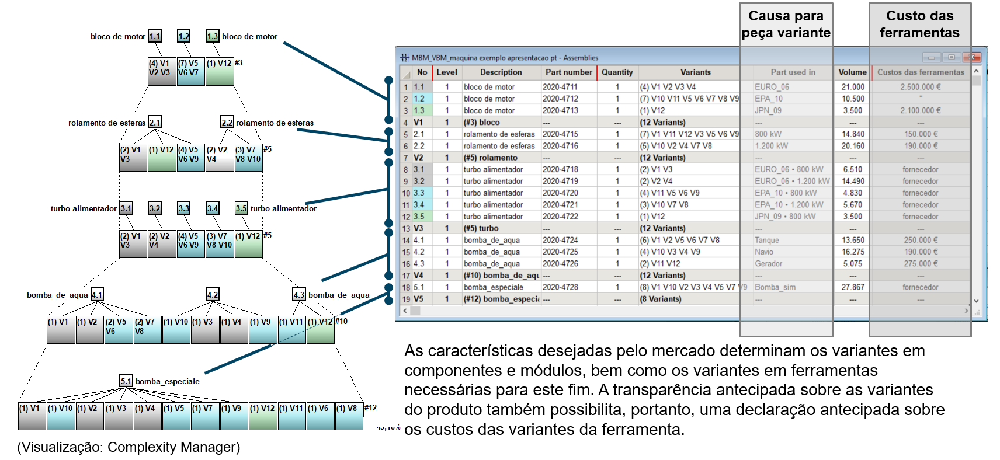 bloco de motor 1.1 1.2 1.3 bloco de motor
(4) V1 (7) V5 (1) V12 #3
V2 V3 V6 V7
rolamento de esferas 2.1 2.2 rolamento de esferas
(2) V1 (1) V12 (4) V5 (2) V2 (3) V7 #5
V3 V6 V9 V4 V8 V10
turbo alimentador 3.1 3.2 3.3 3.4 3.5 turbo alimentador
(2) V1 (2) V2 (4) V5 (3) V7 (1) V12 #5
V3 V4 V6 V9 V8 V10
bomba_de_aqua 4.1 4.2 4.3 bomba_de_aqua
(1) V1 (1) V2 (2) V5 (2) V7 (1) V10 (1) V3 (1) V4 (1) V9 (1) V11 (1) V12 #10
V6 V8
5.1 bomba_especiale
(1) V1 (1) V10 (1) V2 (1) V3 (1) V4 (1) V5 (1) V7 (1) V9 (1) V12 (1) V11 (1) V6 (1) V8 #12
(Visualização: Complexity Manager)
Causa para
peça variante
Custo das
ferramentas
MBM_VBM_maquina exemplo apresentacao pt - Assemblies
No Level Description Part number Quantity Variants Part used in Volume Custos das ferramentas
1 1.1 1 bloco de motor 2020-4711 1 (4) V1 V2 V3 V4 EURO_06 21.000 2.500.000 €
2 1.2 1 bloco de motor 2020-4712 1 (7) V10 V11 V5 V6 V7 V8 V9 EPA_10 10.500 "
3 1.3 1 bloco de motor 2020-4713 1 (1) V12 JPN_09 3.500 2.100.000 €
4 V1 1 (#3) bloco --- --- (12 Variants) --- --- ---
5 2.1 1 rolamento de esferas 2020-4715 1 (7) V1 V11 V12 V3 V5 V6 V9 800 kW 14.840 150.000 €
6 2.2 1 rolamento de esferas 2020-4716 1 (5) V10 V2 V4 V7 V8 1.200 kW 20.160 190.000 €
7 V2 1 (#5) rolamento --- --- (12 Variants) --- --- ---
8 3.1 1 turbo alimentador 2020-4718 1 (2) V1 V3 EURO_06 • 800 kW 6.510 fornecedor
9 3.2 1 turbo alimentador 2020-4719 1 (2) V2 V4 EURO_06 • 1.200 kW 14.490 fornecedor
10 3.3 1 turbo alimentador 2020-4720 1 (4) V11 V5 V6 V9 EPA_10 • 800 kW 4.830 fornecedor
11 3.4 1 turbo alimentador 2020-4721 1 (3) V10 V7 V8 EPA_10 • 1.200 kW 5.670 fornecedor
12 3.5 1 turbo alimentador 2020-4722 1 (1) V12 JPN_09 • 800 kW 3.500 fornecedor
13 V3 1 (#5) turbo --- --- (12 Variants) --- --- ---
14 4.1 1 bomba_de_aqua 2020-4724 1 (6) V1 V2 V5 V6 V7 V8 Tanque 13.650 250.000 €
15 4.2 1 bomba_de_aqua 2020-4725 1 (4) V10 V3 V4 V9 Navio 16.275 190.000 €
16 4.3 1 bomba_de_aqua 2020-4726 1 (2) V11 V12 Gerador 5.075 275.000 €
17 V4 1 (#10) bomba_de_aqu --- --- (12 Variants) --- --- ---
18 5.1 1 bomba_especiale 2020-4728 1 (8) V1 V10 V2 V3 V4 V5 V7 V9 Bomba_sim 27.867 fornecedor
19 V5 1 (#12) bomba_especia --- --- (8 Variants) --- --- ---
As características desejadas pelo mercado determinam os variantes em
componentes e módulos, bem como os variantes em ferramentas
necessárias para este fim. A transparência antecipada sobre as variantes
do produto também possibilita, portanto, uma declaração antecipada sobre
os custos das variantes da ferramenta.